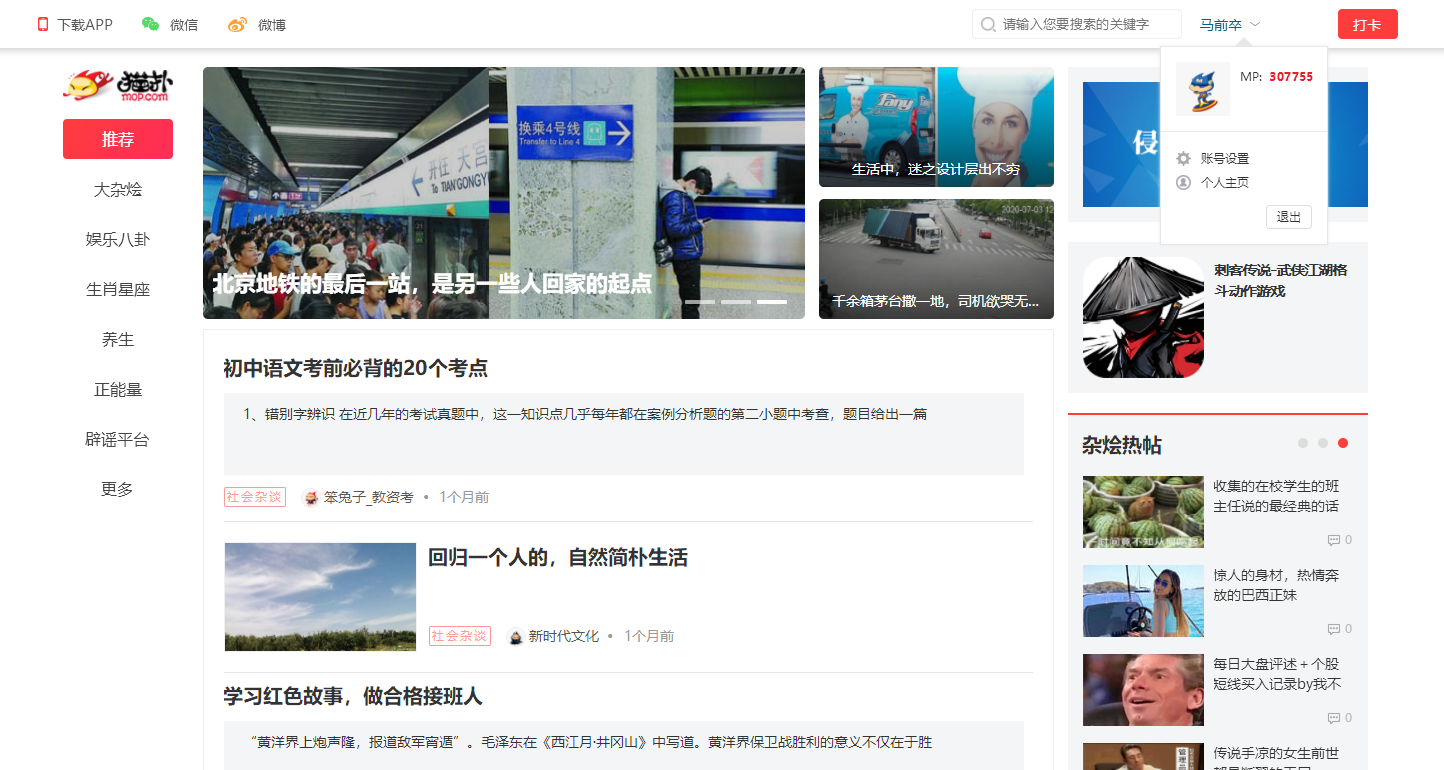 下载APP
微信
微博
请输入您要搜索的关键字
马前卒
打卡
猫扑
mop.com
推荐
大杂烩
娱乐八卦
生肖星座
养生
正能量
辟谣平台
更多
开往 天宫
To TIANGONGY
换乘4号线
Transfer to Line 4
北京地铁的最后一站，是另一些人回家的起点
Fany
生活中，迷之设计层出不穷
2020-07-03 12
千余箱茅台撒一地，司机欲哭无...
MP: 307755
账号设置
个人主页
退出
侵
刺客传说-武侠江湖格
斗动作游戏
初中语文考前必背的20个考点
1、错别字辨识 在近几年的考试真题中，这一知识点几乎每年都在案例分析题的第二小题中考查，题目给出一篇
社会杂谈
笨兔子_教资考 • 1个月前
回归一个人的，自然简朴生活
社会杂谈
新时代文化 • 1个月前
学习红色故事，做合格接班人
“黄洋界上炮声隆，报道敌军宵遁”。毛泽东在《西江月·井冈山》中写道。黄洋界保卫战胜利的意义不仅在于胜
杂烩热帖
收集的在校学生的班
主任说的最经典的话
0
惊人的身材，热情奔
放的巴西正妹
0
每日大盘评述＋个股
短线买入记录by我不
0
传说手凉的女生前世